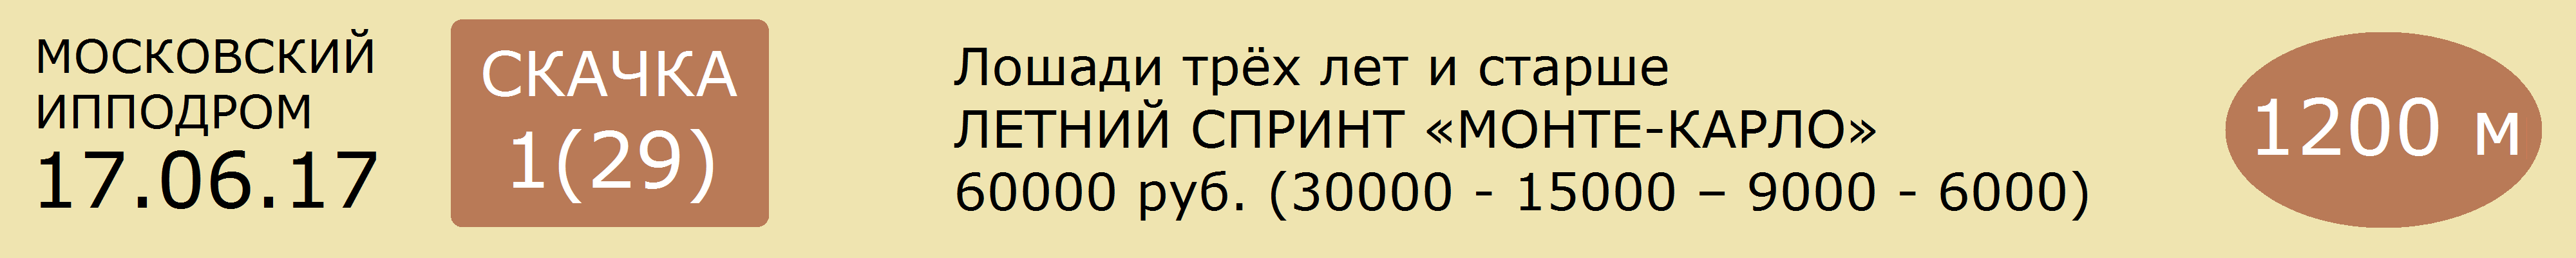 МОСКОВСКИЙ
ИППОДРОМ
17.06.17
СКАЧКА
1(29)
Лошади трёх лет и старше
ЛЕТНИЙ СПРИНТ «МОНТЕ-КАРЛО»
60000 руб. (30000 - 15000 – 9000 - 6000)
1200 м